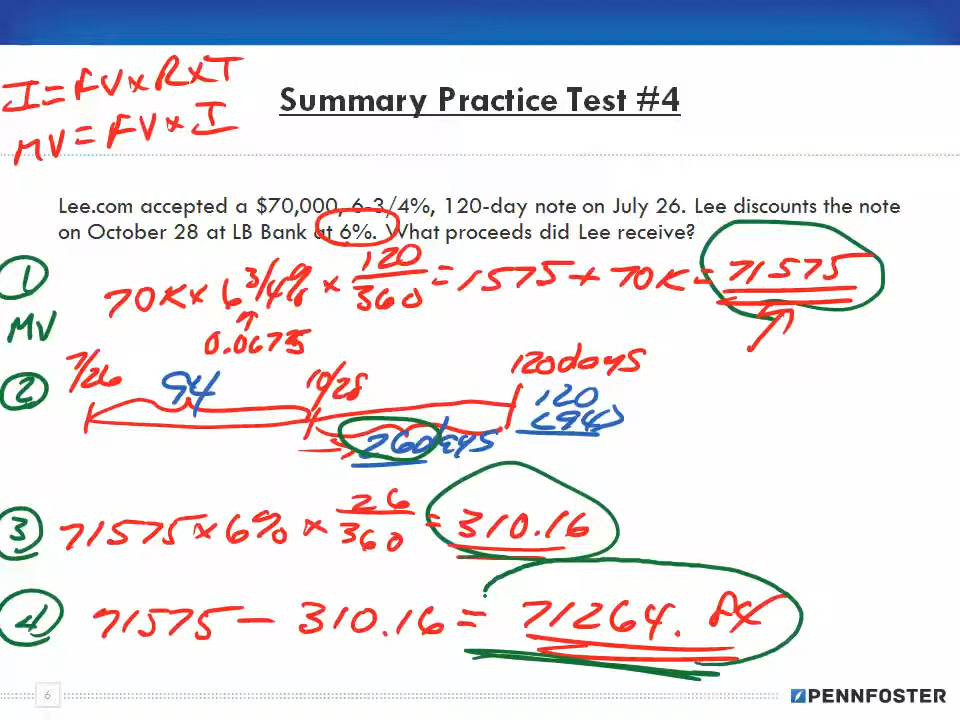 I = FV x R x T
MV = FV x I
Summary Practice Test #4
Lee.com accepted a $70,000, 6-3/4%, 120-day note on July 26. Lee discounts the note
on October 28 at LB Bank at 6%. What proceeds did Lee receive?
1 70K x 6 3/4% x 120/360 = 1575 + 70K = 71575
MV
0.0675
2 7/26 94 10/28 120 days
120
<94>
26 days
3 71575 x 6% x 26/360 = 310.16
4 71575 - 310.16 = 71264.84
6
PENNFOSTER